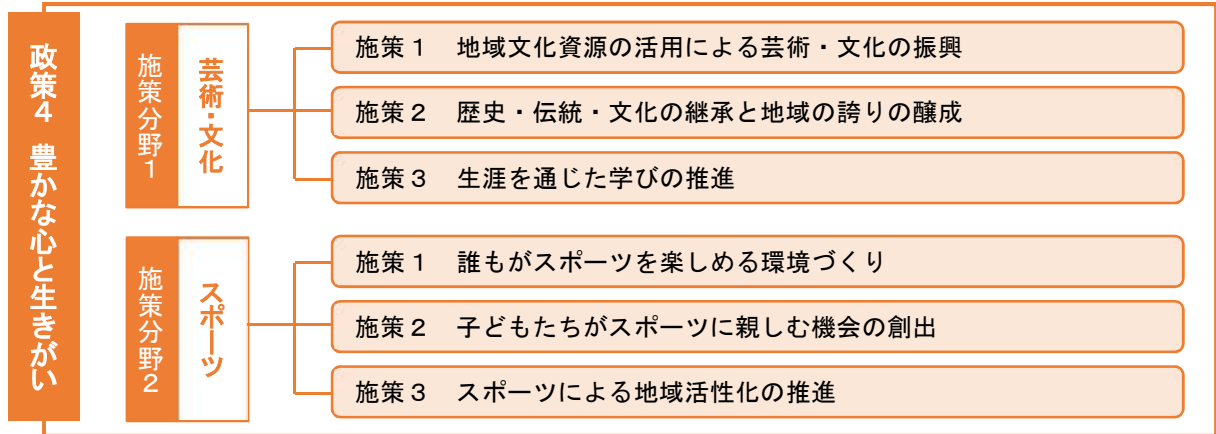 政策4 豊かな心と生きがい
施策分野1
芸術・文化
施策1 地域文化資源の活用による芸術・文化の振興
施策2 歴史・伝統・文化の継承と地域の誇りの醸成
施策3 生涯を通じた学びの推進
施策分野2
スポーツ
施策1 誰もがスポーツを楽しめる環境づくり
施策2 子どもたちがスポーツに親しむ機会の創出
施策3 スポーツによる地域活性化の推進